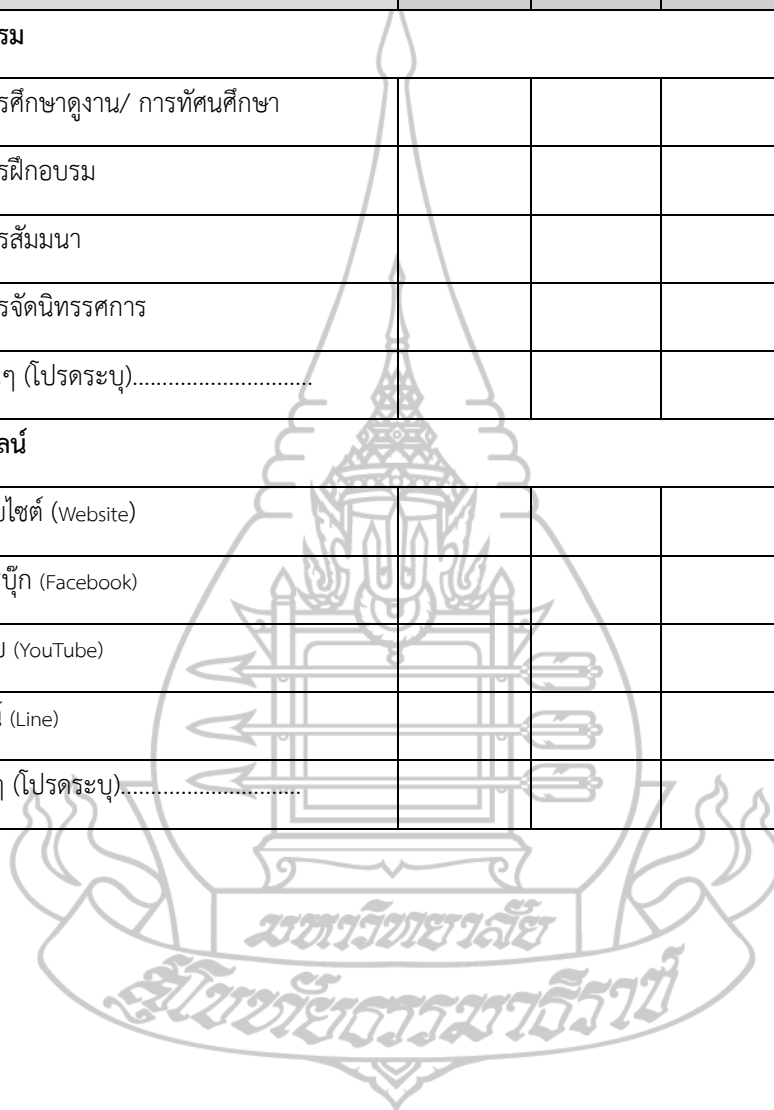 รม
รศึกษาดูงาน/ การทัศนศึกษา
รฝึกอบรม
รสัมมนา
รจัดนิทรรศการ
ๆ (โปรดระบุ)..............................
ลน์
ไซต์ (Website)
บุ๊ก (Facebook)
(YouTube)
(Line)
ๆ (โปรดระบุ)..............................
มหาวิทยาลัย
สุโขทัยธรรมาธิราช